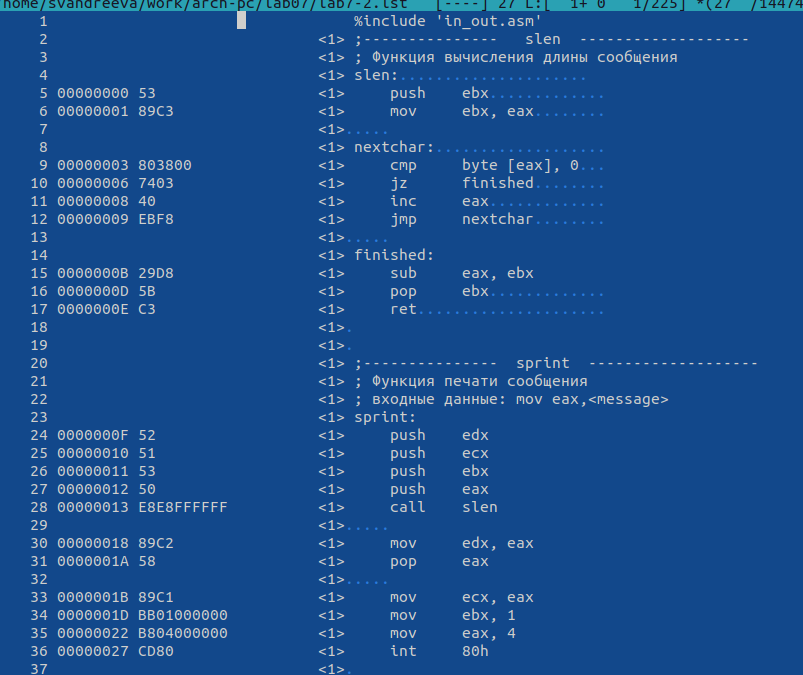 home/svandreeva/work/arch-pc/lab07/lab7-2.lst   [----] 27 L:[  1+ 0   1/225] *(27  /14474
1 %include 'in_out.asm'
2 <1> ;---------------   slen  -------------------
3 <1> ; Функция вычисления длины сообщения
4 <1> slen:.....................
5 00000000 53 <1>     push    ebx.............
6 00000001 89C3 <1>     mov     ebx, eax........
7 <1>.....
8 <1> nextchar:...................
9 00000003 803800 <1>     cmp     byte [eax], 0...
10 00000006 7403 <1>     jz      finished........
11 00000008 40 <1>     inc     eax.............
12 00000009 EBF8 <1>     jmp     nextchar........
13 <1>.....
14 <1> finished:
15 0000000B 29D8 <1>     sub     eax, ebx
16 0000000D 5B <1>     pop     ebx.............
17 0000000E C3 <1>     ret.....................
18 <1>.
19 <1>.
20 <1> ;---------------  sprint  -------------------
21 <1> ; Функция печати сообщения
22 <1> ; входные данные: mov eax,<message>
23 <1> sprint:
24 0000000F 52 <1>     push    edx
25 00000010 51 <1>     push    ecx
26 00000011 53 <1>     push    ebx
27 00000012 50 <1>     push    eax
28 00000013 E8E8FFFFFF <1>     call    slen
29 <1>.....
30 00000018 89C2 <1>     mov     edx, eax
31 0000001A 58 <1>     pop     eax
32 <1>.....
33 0000001B 89C1 <1>     mov     ecx, eax
34 0000001D BB01000000 <1>     mov     ebx, 1
35 00000022 B804000000 <1>     mov     eax, 4
36 00000027 CD80 <1>     int     80h
37 <1>.